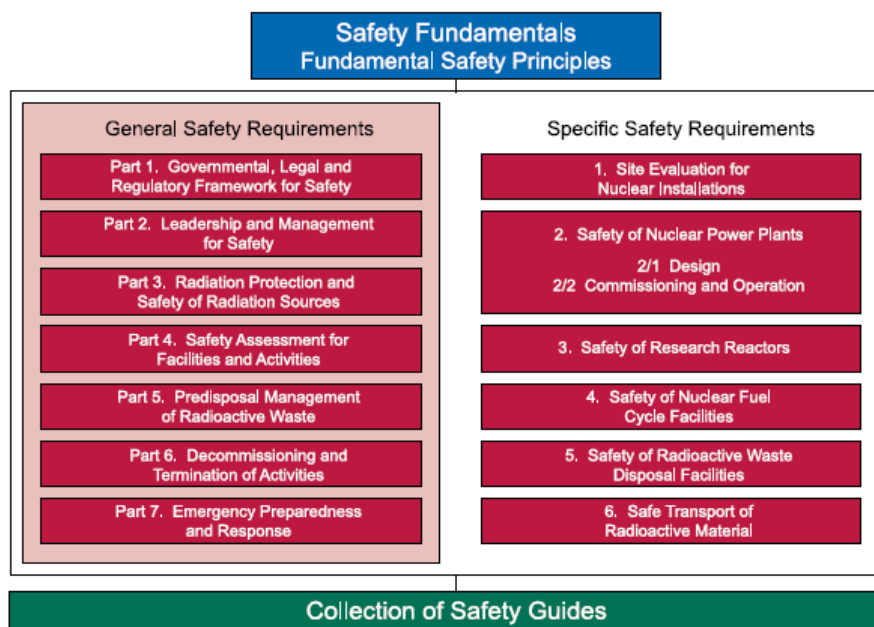 Safety Fundamentals
Fundamental Safety Principles
General Safety Requirements
Part 1. Governmental, Legal and
Regulatory Framework for Safety
Part 2. Leadership and Management
for Safety
Part 3. Radiation Protection and
Safety of Radiation Sources
Part 4. Safety Assessment for
Facilities and Activities
Part 5. Predisposal Management
of Radioactive Waste
Part 6. Decommissioning and
Termination of Activities
Part 7. Emergency Preparedness
and Response
Specific Safety Requirements
1. Site Evaluation for
Nuclear Installations
2. Safety of Nuclear Power Plants
2/1 Design
2/2 Commissioning and Operation
3. Safety of Research Reactors
4. Safety of Nuclear Fuel
Cycle Facilities
5. Safety of Radioactive Waste
Disposal Facilities
6. Safe Transport of
Radioactive Material
Collection of Safety Guides